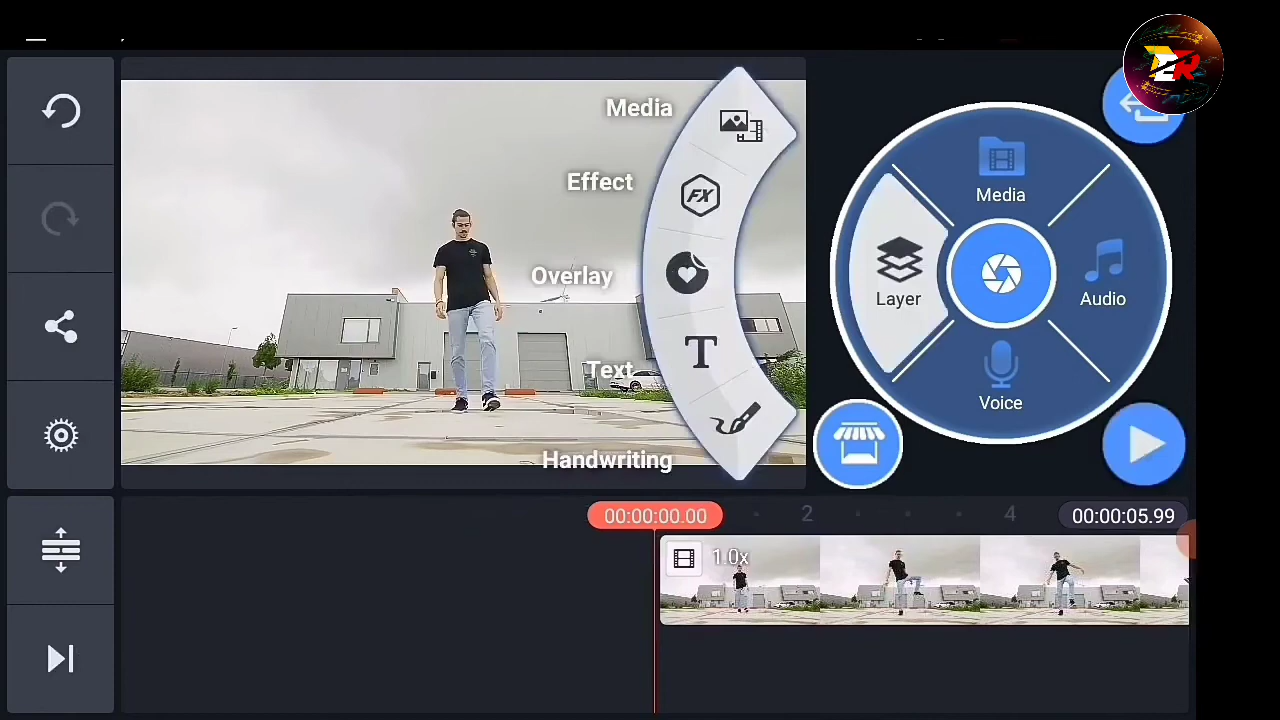 Media
Effect
FX
Overlay
T
Text
Handwriting
Media
Layer
Audio
Voice
00:00:00.00
2
4
00:00:05.99
1.0x